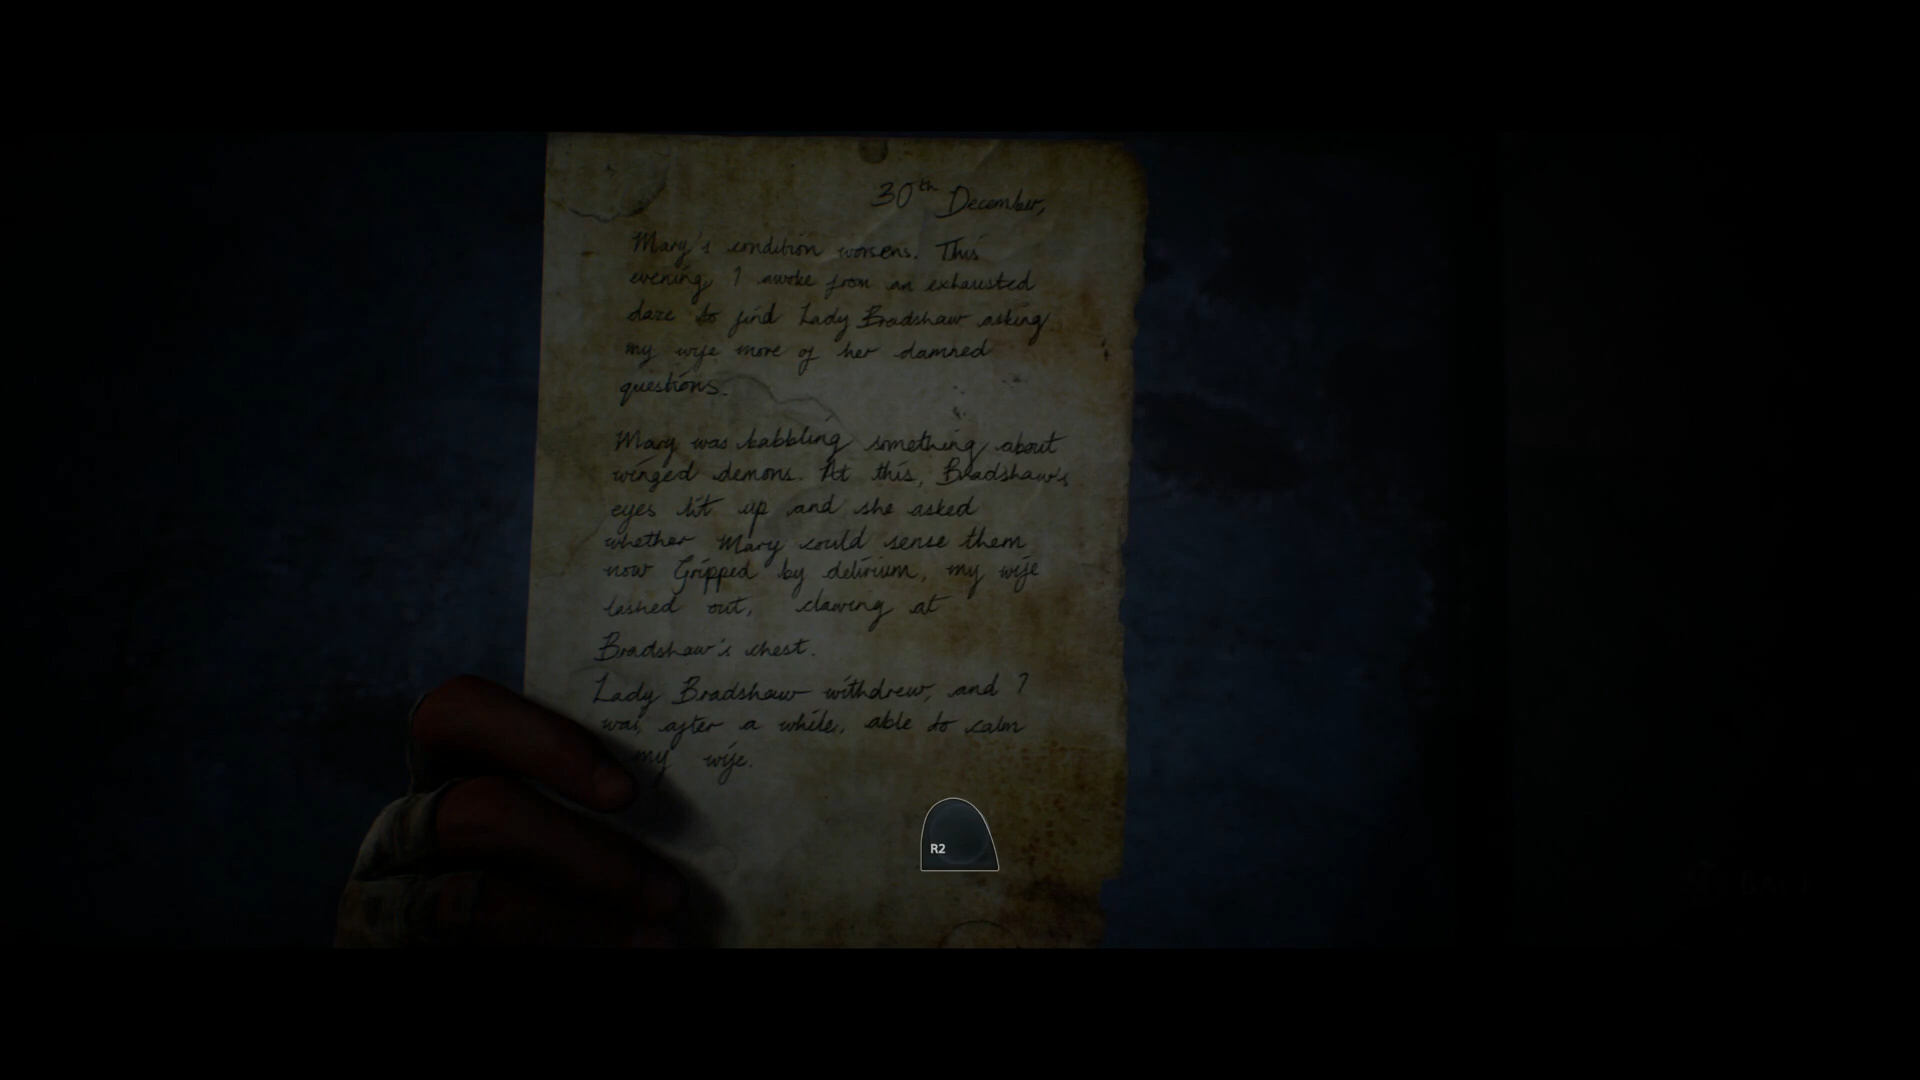 30th December,
Mary's condition worsens. This
evening, I awoke from an exhausted
daze to find Lady Bradshaw asking
my wife more of her damned
questions.
Mary was babbling something about
winged demons. At this, Bradshaw's
eyes lit up and she asked
whether Mary could sense them
now Gripped by delirium, my wife
lashed out, clawing at
Bradshaw's chest.
Lady Bradshaw withdrew, and I
was, after a while, able to calm
my wife.
R2